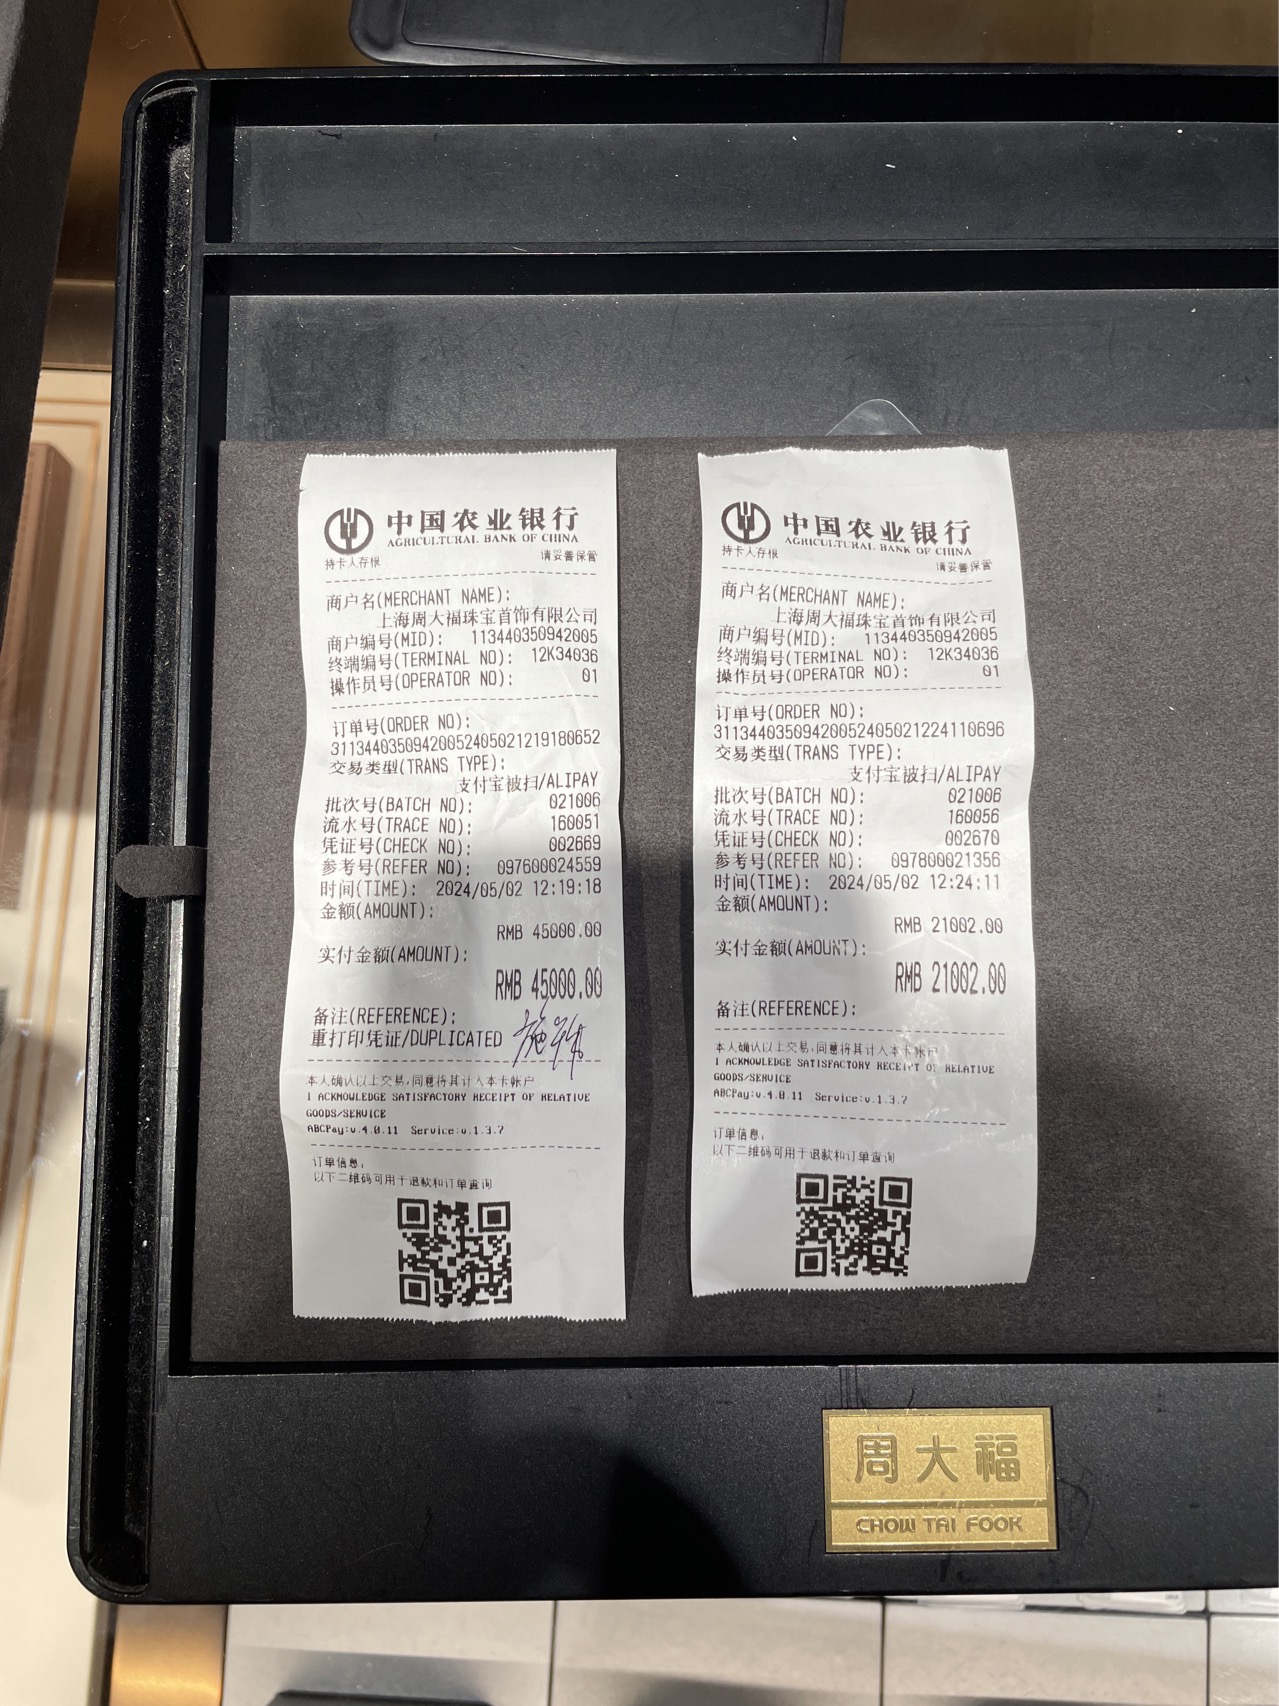 中国农业银行
AGRICULTURAL BANK OF CHINA
持卡人存根 请妥善保管
商户名(MERCHANT NAME):
上海周大福珠宝首饰有限公司
商户编号(MID): 113440350942005
终端编号(TERMINAL NO): 12K34036
操作员号(OPERATOR NO): 01
订单号(ORDER NO):
31134403509420052405021219180652
交易类型(TRANS TYPE):
支付宝被扫/ALIPAY
批次号(BATCH NO): 021006
流水号(TRACE NO): 160051
凭证号(CHECK NO): 002669
参考号(REFER NO): 097600024559
时间(TIME): 2024/05/02 12:19:18
金额(AMOUNT):
RMB 45000.00
实付金额(AMOUNT):
RMB 45000.00
备注(REFERENCE):
重打印凭证/DUPLICATED
本人确认以上交易,同意将其计入本卡帐户
I ACKNOWLEDGE SATISFACTORY RECEIPT OF RELATIVE
GOODS/SERVICE
ABCPay:v.4.0.11 Service:v.1.3.7
订单信息:
以下二维码可用于退款和订单查询
中国农业银行
AGRICULTURAL BANK OF CHINA
持卡人存根 请妥善保管
商户名(MERCHANT NAME):
上海周大福珠宝首饰有限公司
商户编号(MID): 113440350942005
终端编号(TERMINAL NO): 12K34036
操作员号(OPERATOR NO): 01
订单号(ORDER NO):
31134403509420052405021224110696
交易类型(TRANS TYPE):
支付宝被扫/ALIPAY
批次号(BATCH NO): 021006
流水号(TRACE NO): 160056
凭证号(CHECK NO): 002670
参考号(REFER NO): 097800021356
时间(TIME): 2024/05/02 12:24:11
金额(AMOUNT):
RMB 21002.00
实付金额(AMOUNT):
RMB 21002.00
备注(REFERENCE):
本人确认以上交易,同意将其计入本卡帐户
I ACKNOWLEDGE SATISFACTORY RECEIPT OF RELATIVE
GOODS/SERVICE
ABCPay:v.4.0.11 Service:v.1.3.7
订单信息:
以下二维码可用于退款和订单查询
周大福
CHOW TAI FOOK